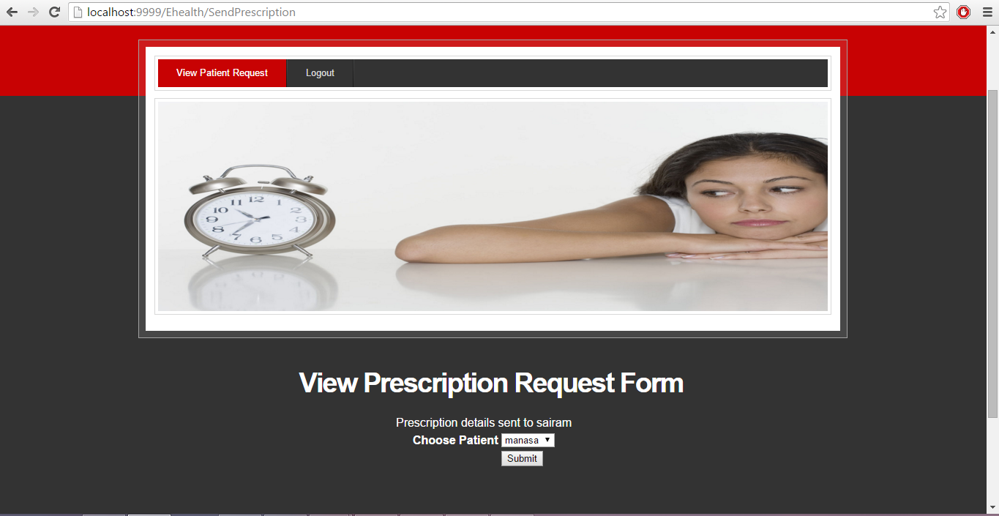 localhost:9999/Ehealth/SendPrescription
View Patient Request Logout
11 12 1
10 2
9 3
8 4
7 6 5
View Prescription Request Form
Prescription details sent to sairam
Choose Patient manasa
Submit